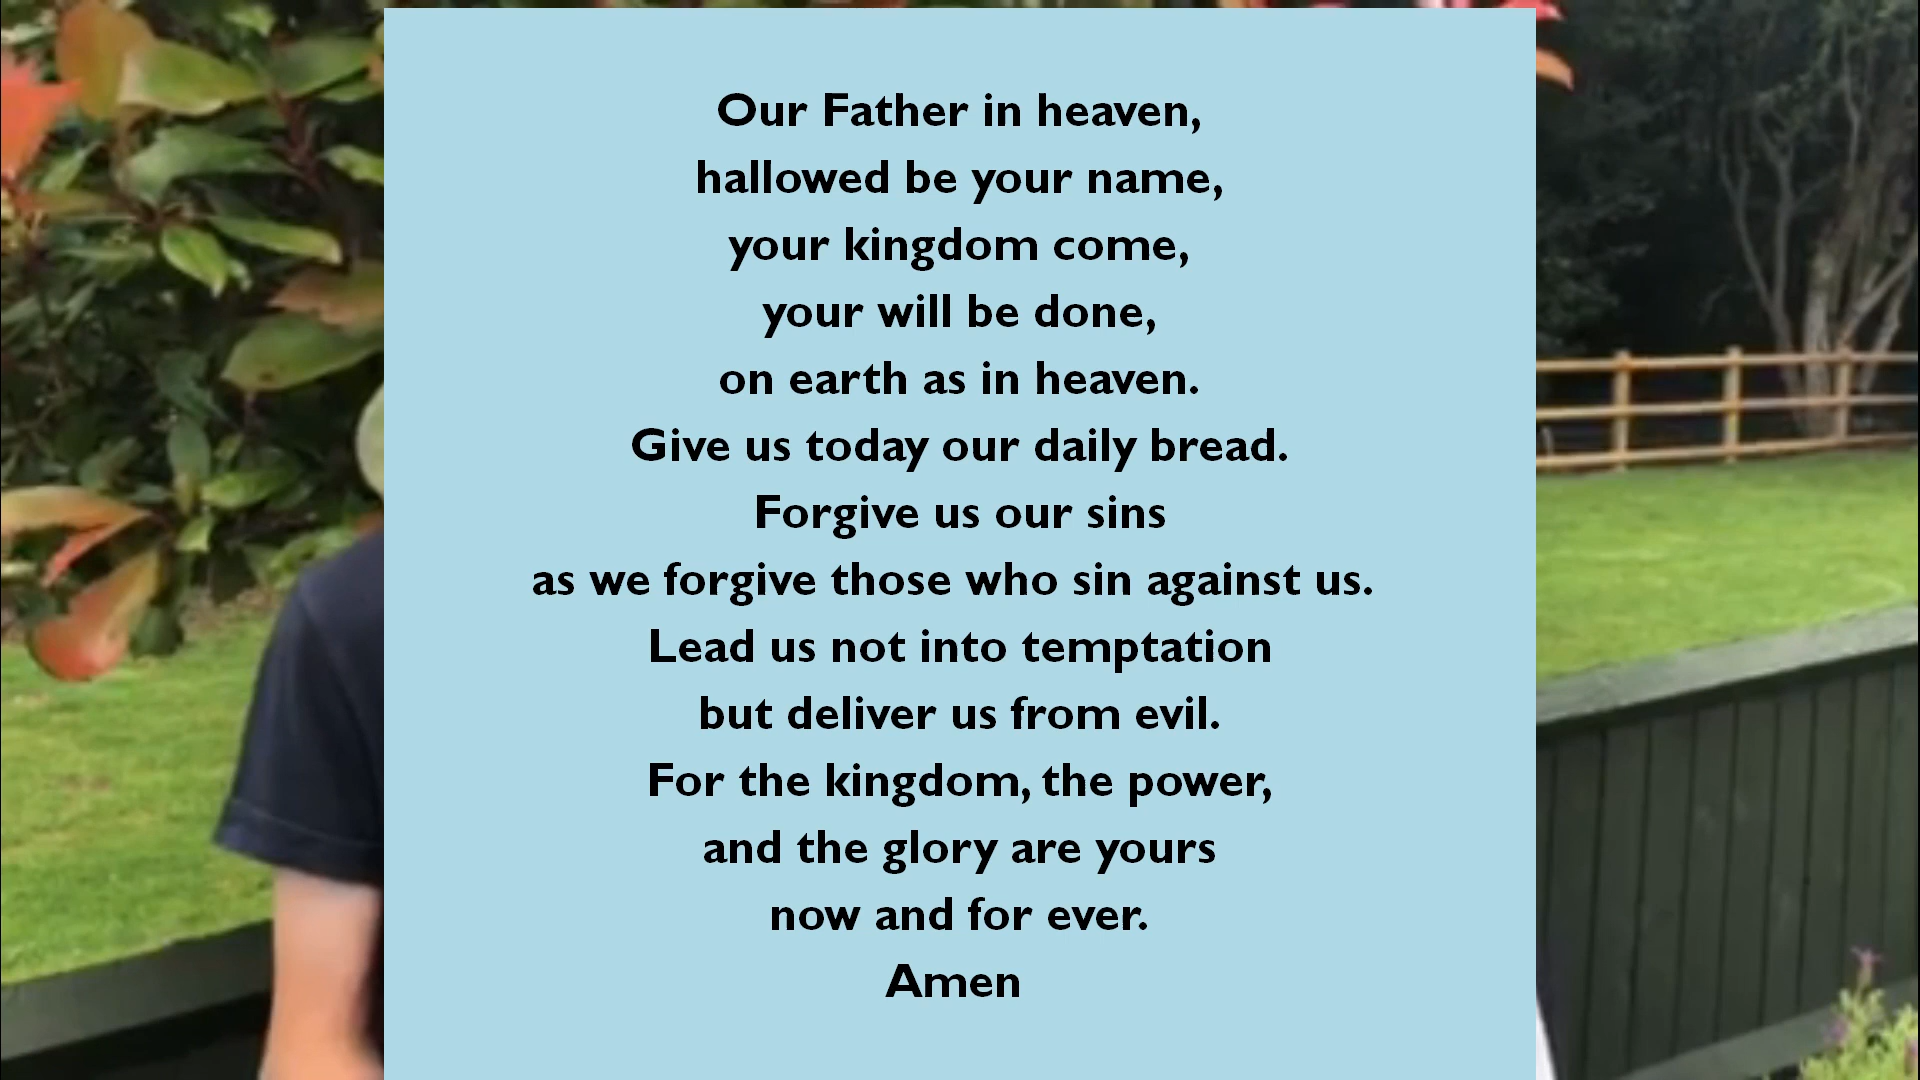 Our Father in heaven,
hallowed be your name,
your kingdom come,
your will be done,
on earth as in heaven.
Give us today our daily bread.
Forgive us our sins
as we forgive those who sin against us.
Lead us not into temptation
but deliver us from evil.
For the kingdom, the power,
and the glory are yours
now and for ever.
Amen